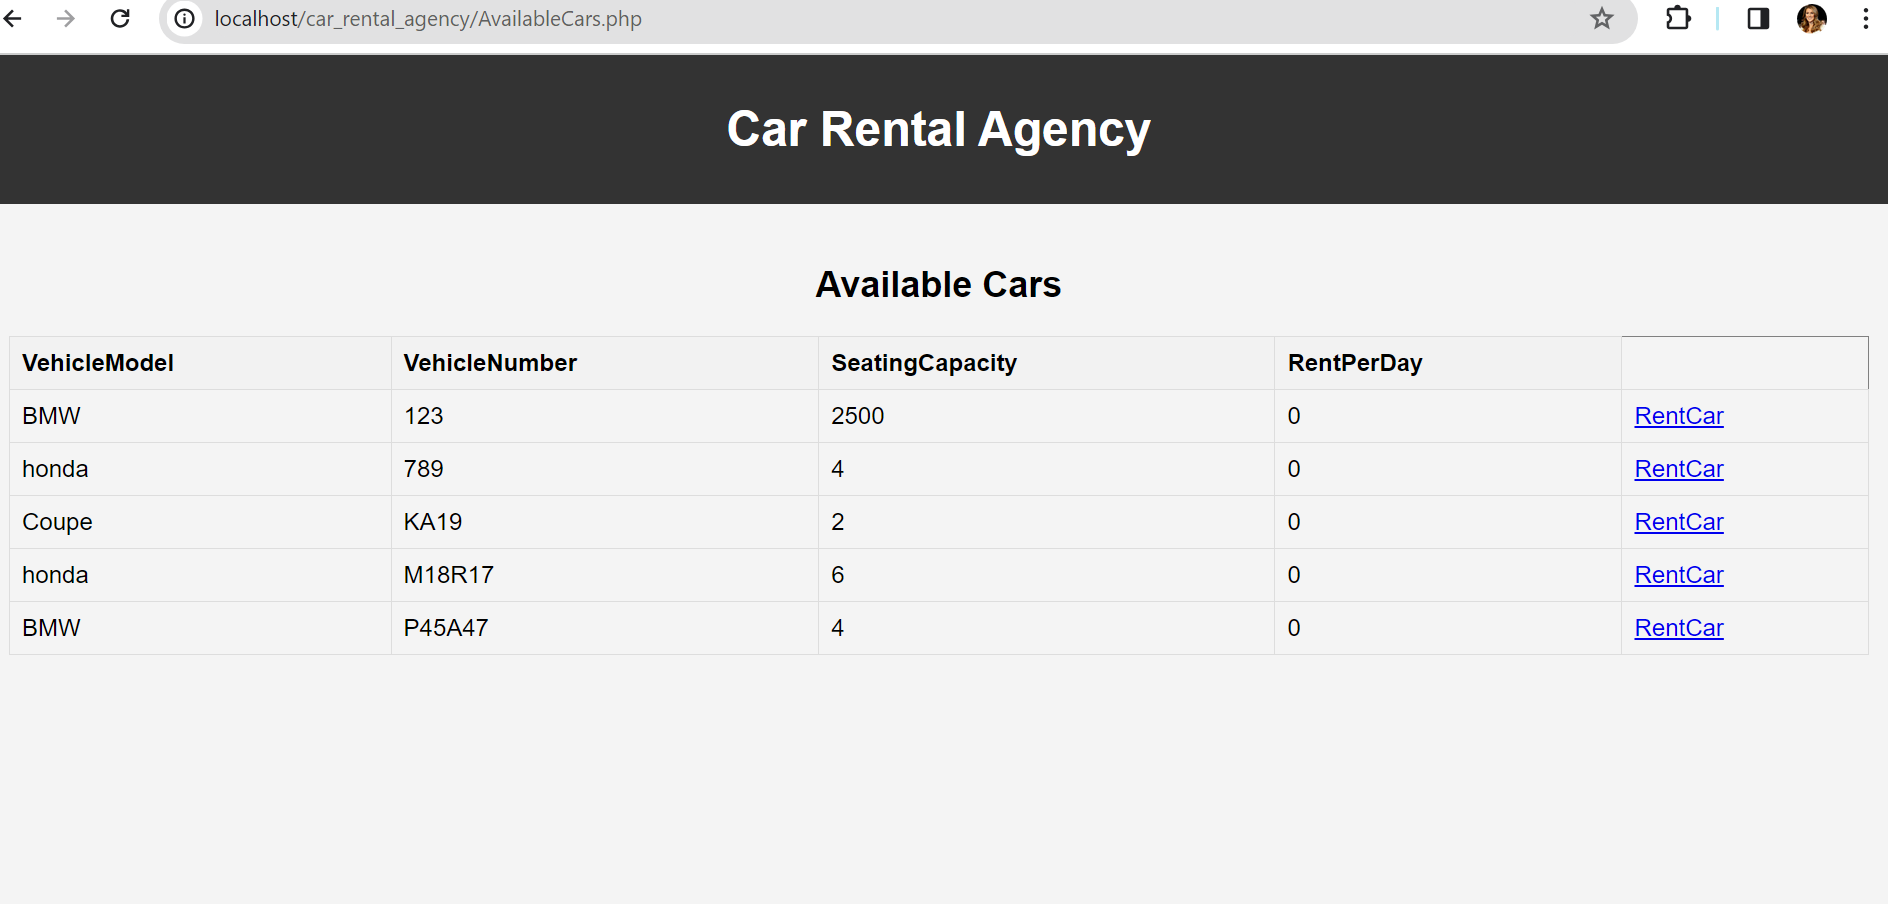 localhost/car_rental_agency/AvailableCars.php
Car Rental Agency
Available Cars
VehicleModel VehicleNumber SeatingCapacity RentPerDay
BMW 123 2500 0 RentCar
honda 789 4 0 RentCar
Coupe KA19 2 0 RentCar
honda M18R17 6 0 RentCar
BMW P45A47 4 0 RentCar